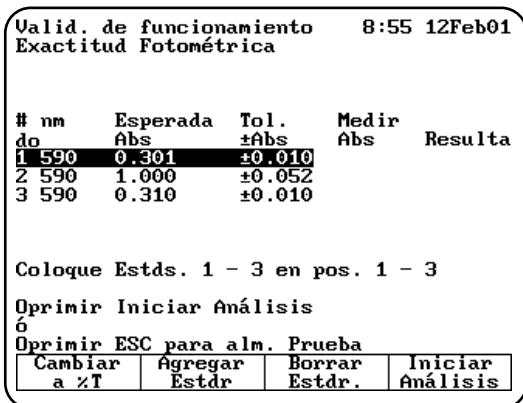 Valid. de funcionamiento 8:55 12Feb01
Exactitud Fotométrica
# nm Esperada Tol. Medir
do Abs ±Abs Abs Resulta
1 590 0.301 ±0.010
2 590 1.000 ±0.052
3 590 0.310 ±0.010
Coloque Estds. 1 - 3 en pos. 1 - 3
Oprimir Iniciar Análisis
ó
Oprimir ESC para alm. Prueba
Cambiar Agregar Borrar Iniciar
a %T Estdr Estdr. Análisis